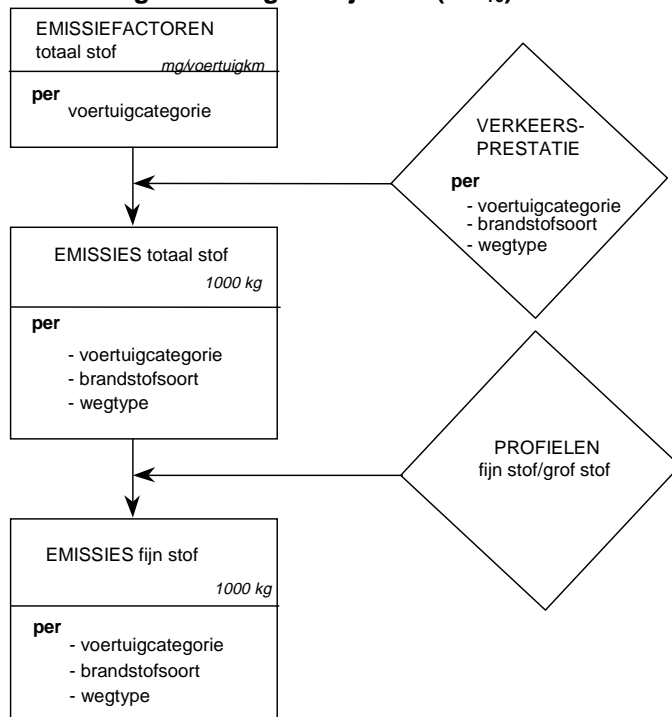 EMISSIEFACTOREN
totaal stof
mg/voertuigkm
per
voertuigcategorie
VERKEERS-
PRESTATIE
per
- voertuigcategorie
- brandstofsoort
- wegtype
EMISSIES totaal stof
1000 kg
per
- voertuigcategorie
- brandstofsoort
- wegtype
PROFIELEN
fijn stof/grof stof
EMISSIES fijn stof
1000 kg
per
- voertuigcategorie
- brandstofsoort
- wegtype